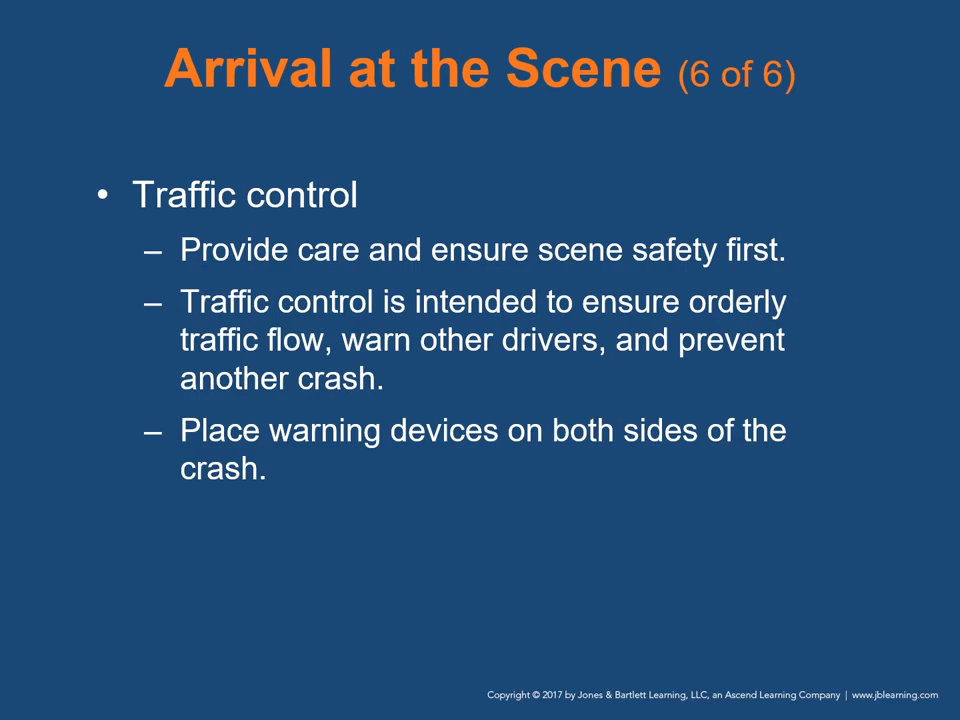 Arrival at the Scene (6 of 6)
• Traffic control
– Provide care and ensure scene safety first.
– Traffic control is intended to ensure orderly
traffic flow, warn other drivers, and prevent
another crash.
– Place warning devices on both sides of the
crash.
Copyright © 2017 by Jones & Bartlett Learning, LLC, an Ascend Learning Company | www.jblearning.com